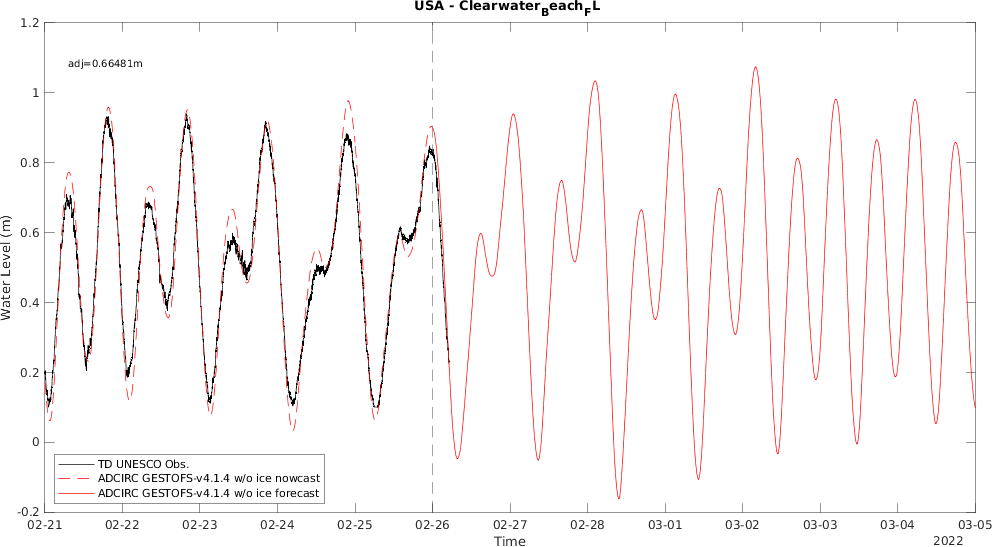 USA - Clearwater_Beach_FL
1.2
1
0.8
0.6
0.4
0.2
0
-0.2
Water Level (m)
adj=0.66481m
TD UNESCO Obs.
ADCIRC GESTOFS-v4.1.4 w/o ice nowcast
ADCIRC GESTOFS-v4.1.4 w/o ice forecast
02-21 02-22 02-23 02-24 02-25 02-26 02-27 02-28 03-01 03-02 03-03 03-04 03-05
Time
2022